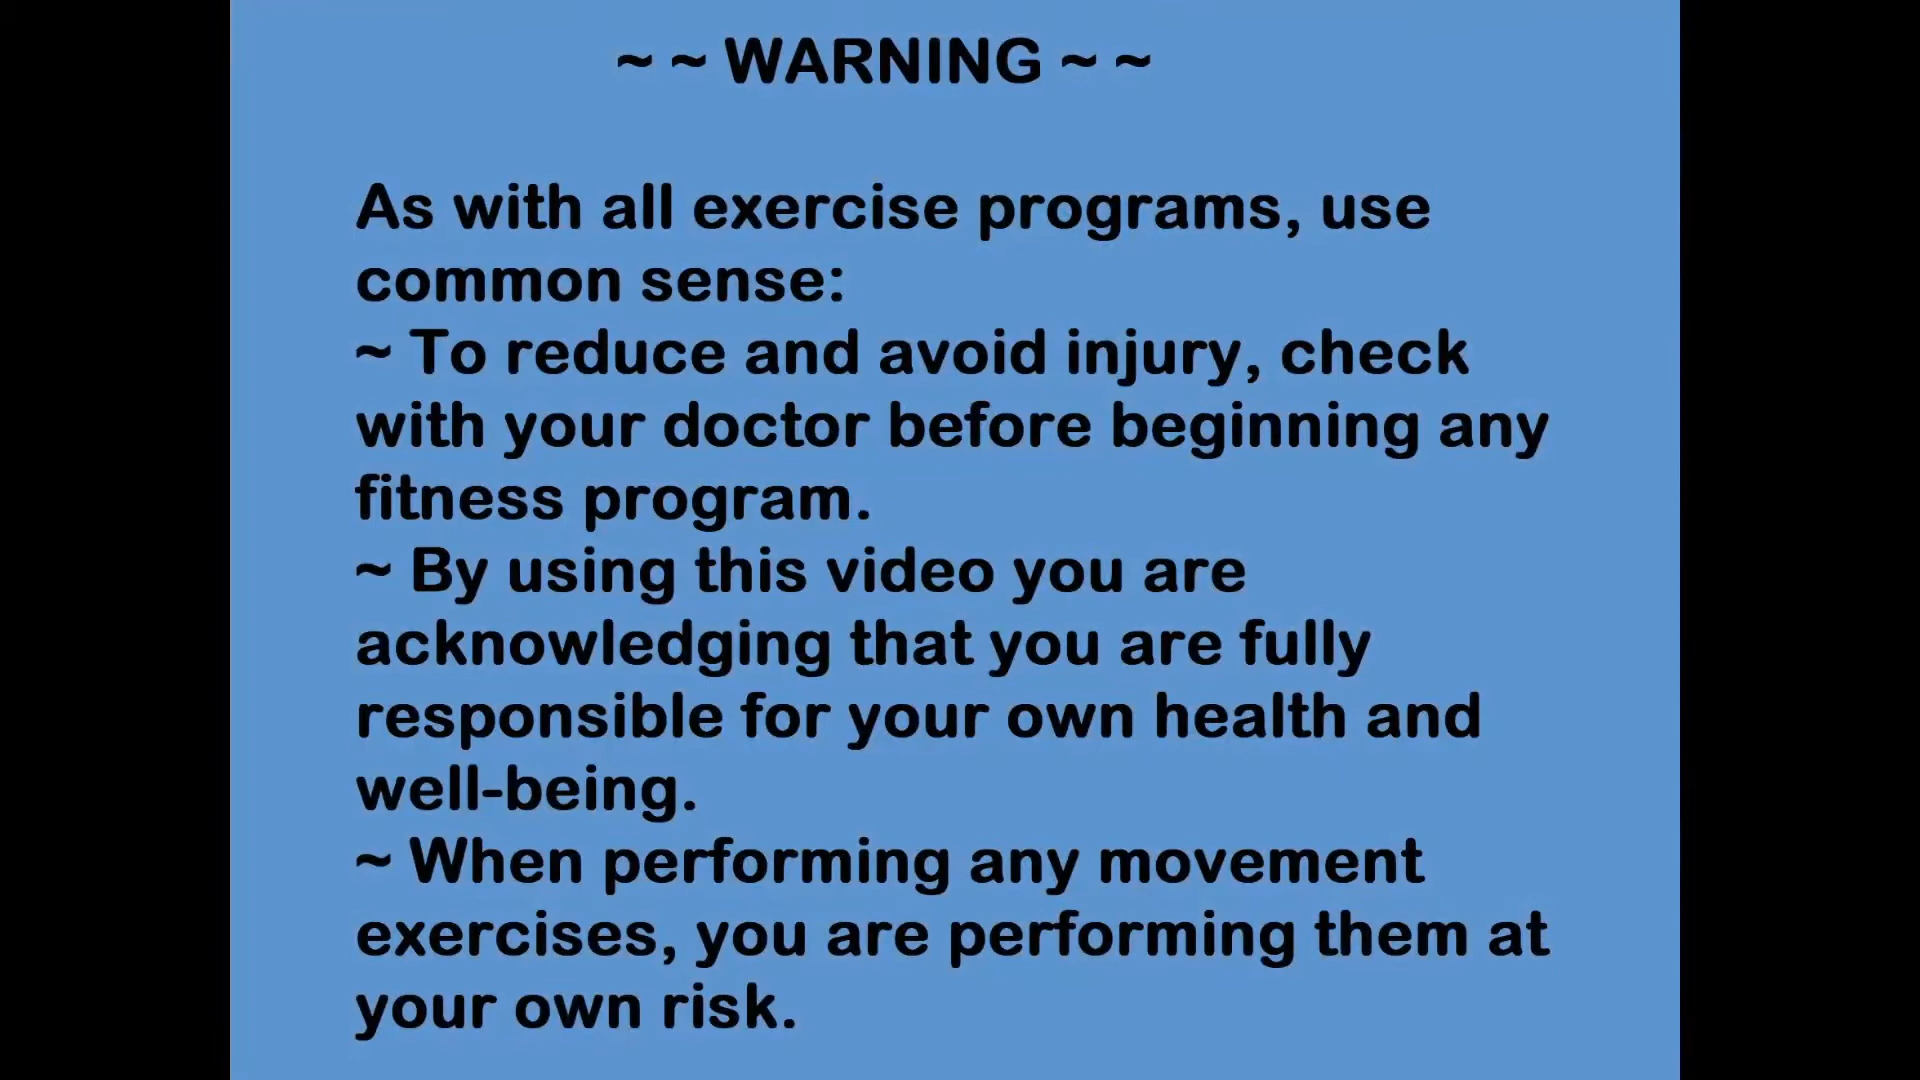 ~ ~ WARNING ~ ~
As with all exercise programs, use
common sense:
~ To reduce and avoid injury, check
with your doctor before beginning any
fitness program.
~ By using this video you are
acknowledging that you are fully
responsible for your own health and
well-being.
~ When performing any movement
exercises, you are performing them at
your own risk.